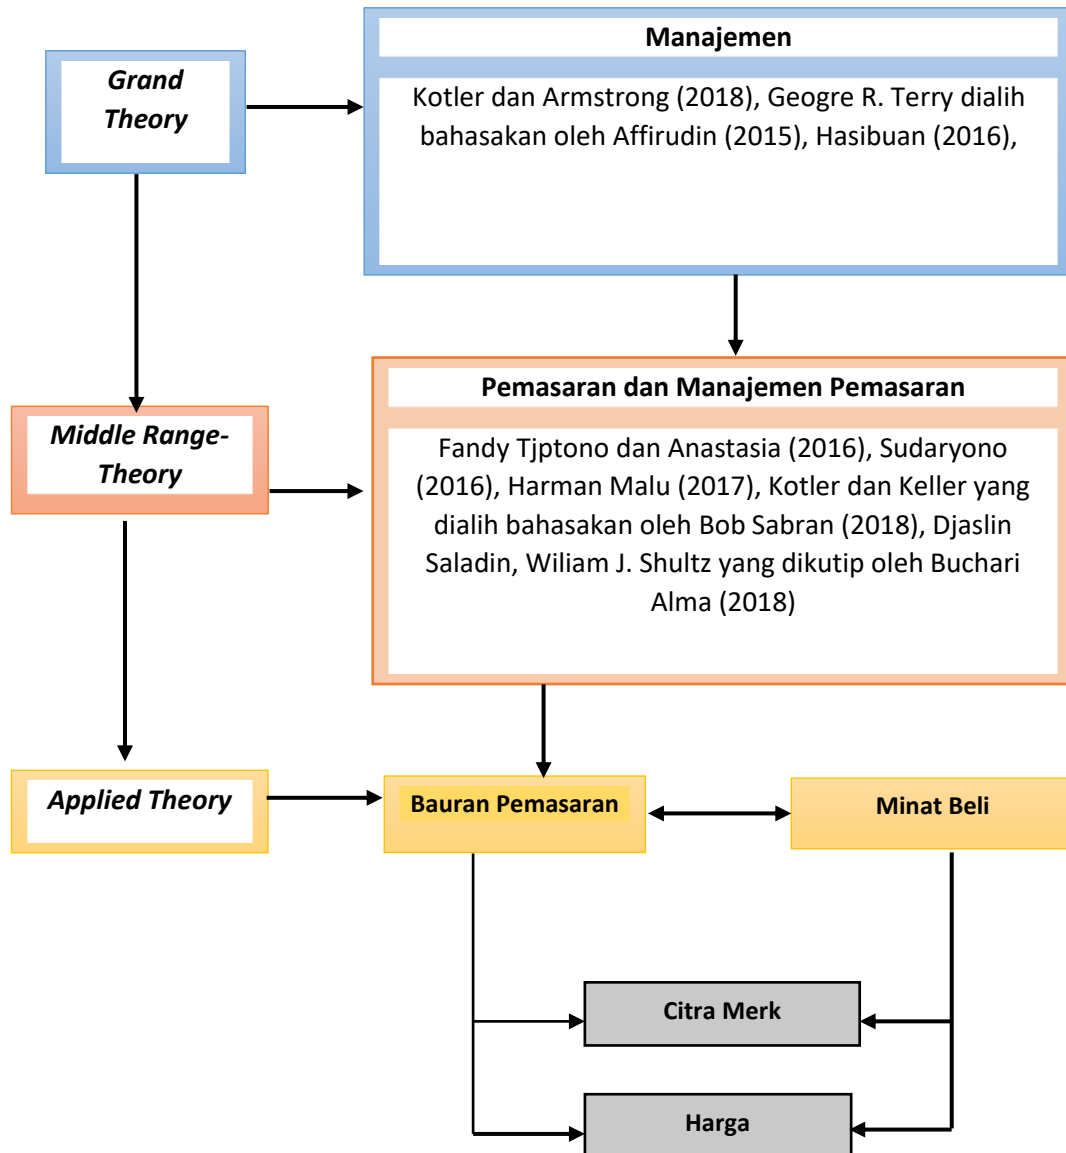 Grand
Theory
Manajemen
Kotler dan Armstrong (2018), Geogre R. Terry dialih
bahasakan oleh Affirudin (2015), Hasibuan (2016),
Middle Range-
Theory
Pemasaran dan Manajemen Pemasaran
Fandy Tjptono dan Anastasia (2016), Sudaryono
(2016), Harman Malu (2017), Kotler dan Keller yang
dialih bahasakan oleh Bob Sabran (2018), Djaslin
Saladin, Wiliam J. Shultz yang dikutip oleh Buchari
Alma (2018)
Applied Theory
Bauran Pemasaran
Minat Beli
Citra Merk
Harga